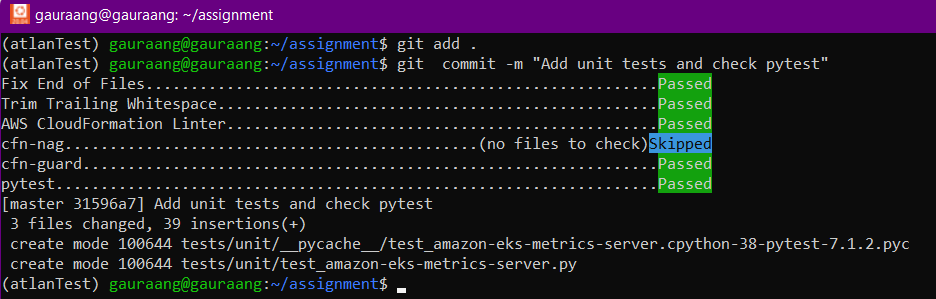 gauraang@gauraang: ~/assignment
(atlanTest) gauraang@gauraang:~/assignment$ git add .
(atlanTest) gauraang@gauraang:~/assignment$ git  commit -m "Add unit tests and check pytest"
Fix End of Files.........................................................Passed
Trim Trailing Whitespace.................................................Passed
AWS CloudFormation Linter................................................Passed
cfn-nag..............................................(no files to check)Skipped
cfn-guard................................................................Passed
pytest...................................................................Passed
[master 31596a7] Add unit tests and check pytest
 3 files changed, 39 insertions(+)
 create mode 100644 tests/unit/__pycache__/test_amazon-eks-metrics-server.cpython-38-pytest-7.1.2.pyc
 create mode 100644 tests/unit/test_amazon-eks-metrics-server.py
(atlanTest) gauraang@gauraang:~/assignment$